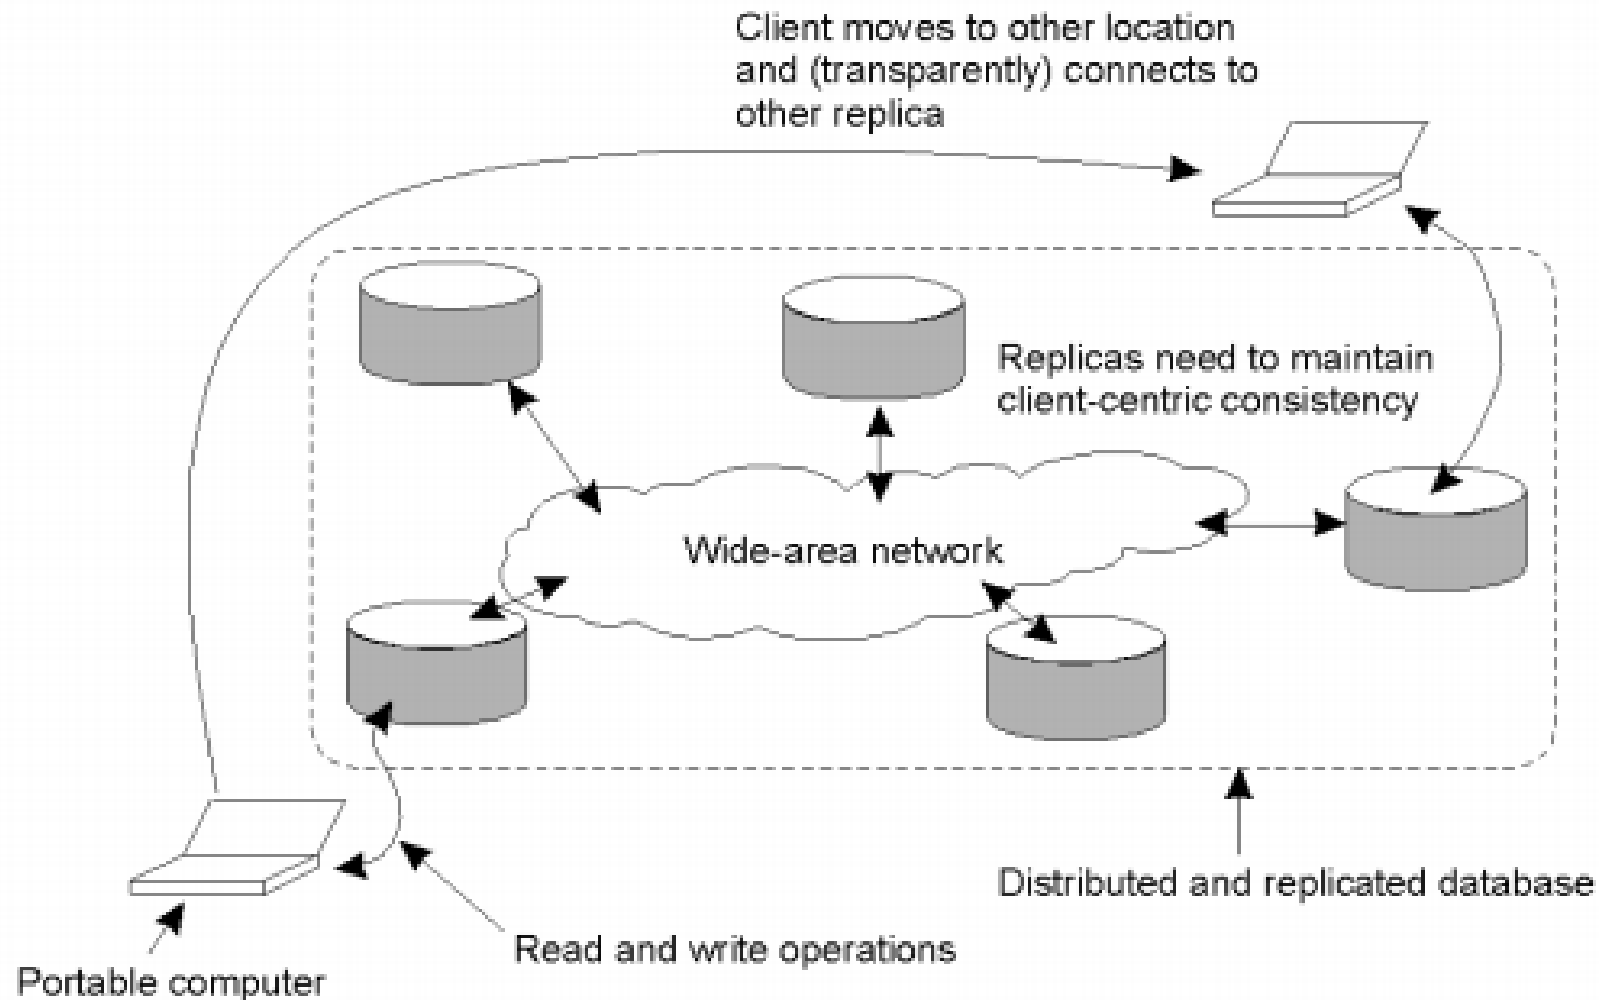 Client moves to other location
and (transparently) connects to
other replica
Replicas need to maintain
client-centric consistency
Wide-area network
Distributed and replicated database
Read and write operations
Portable computer